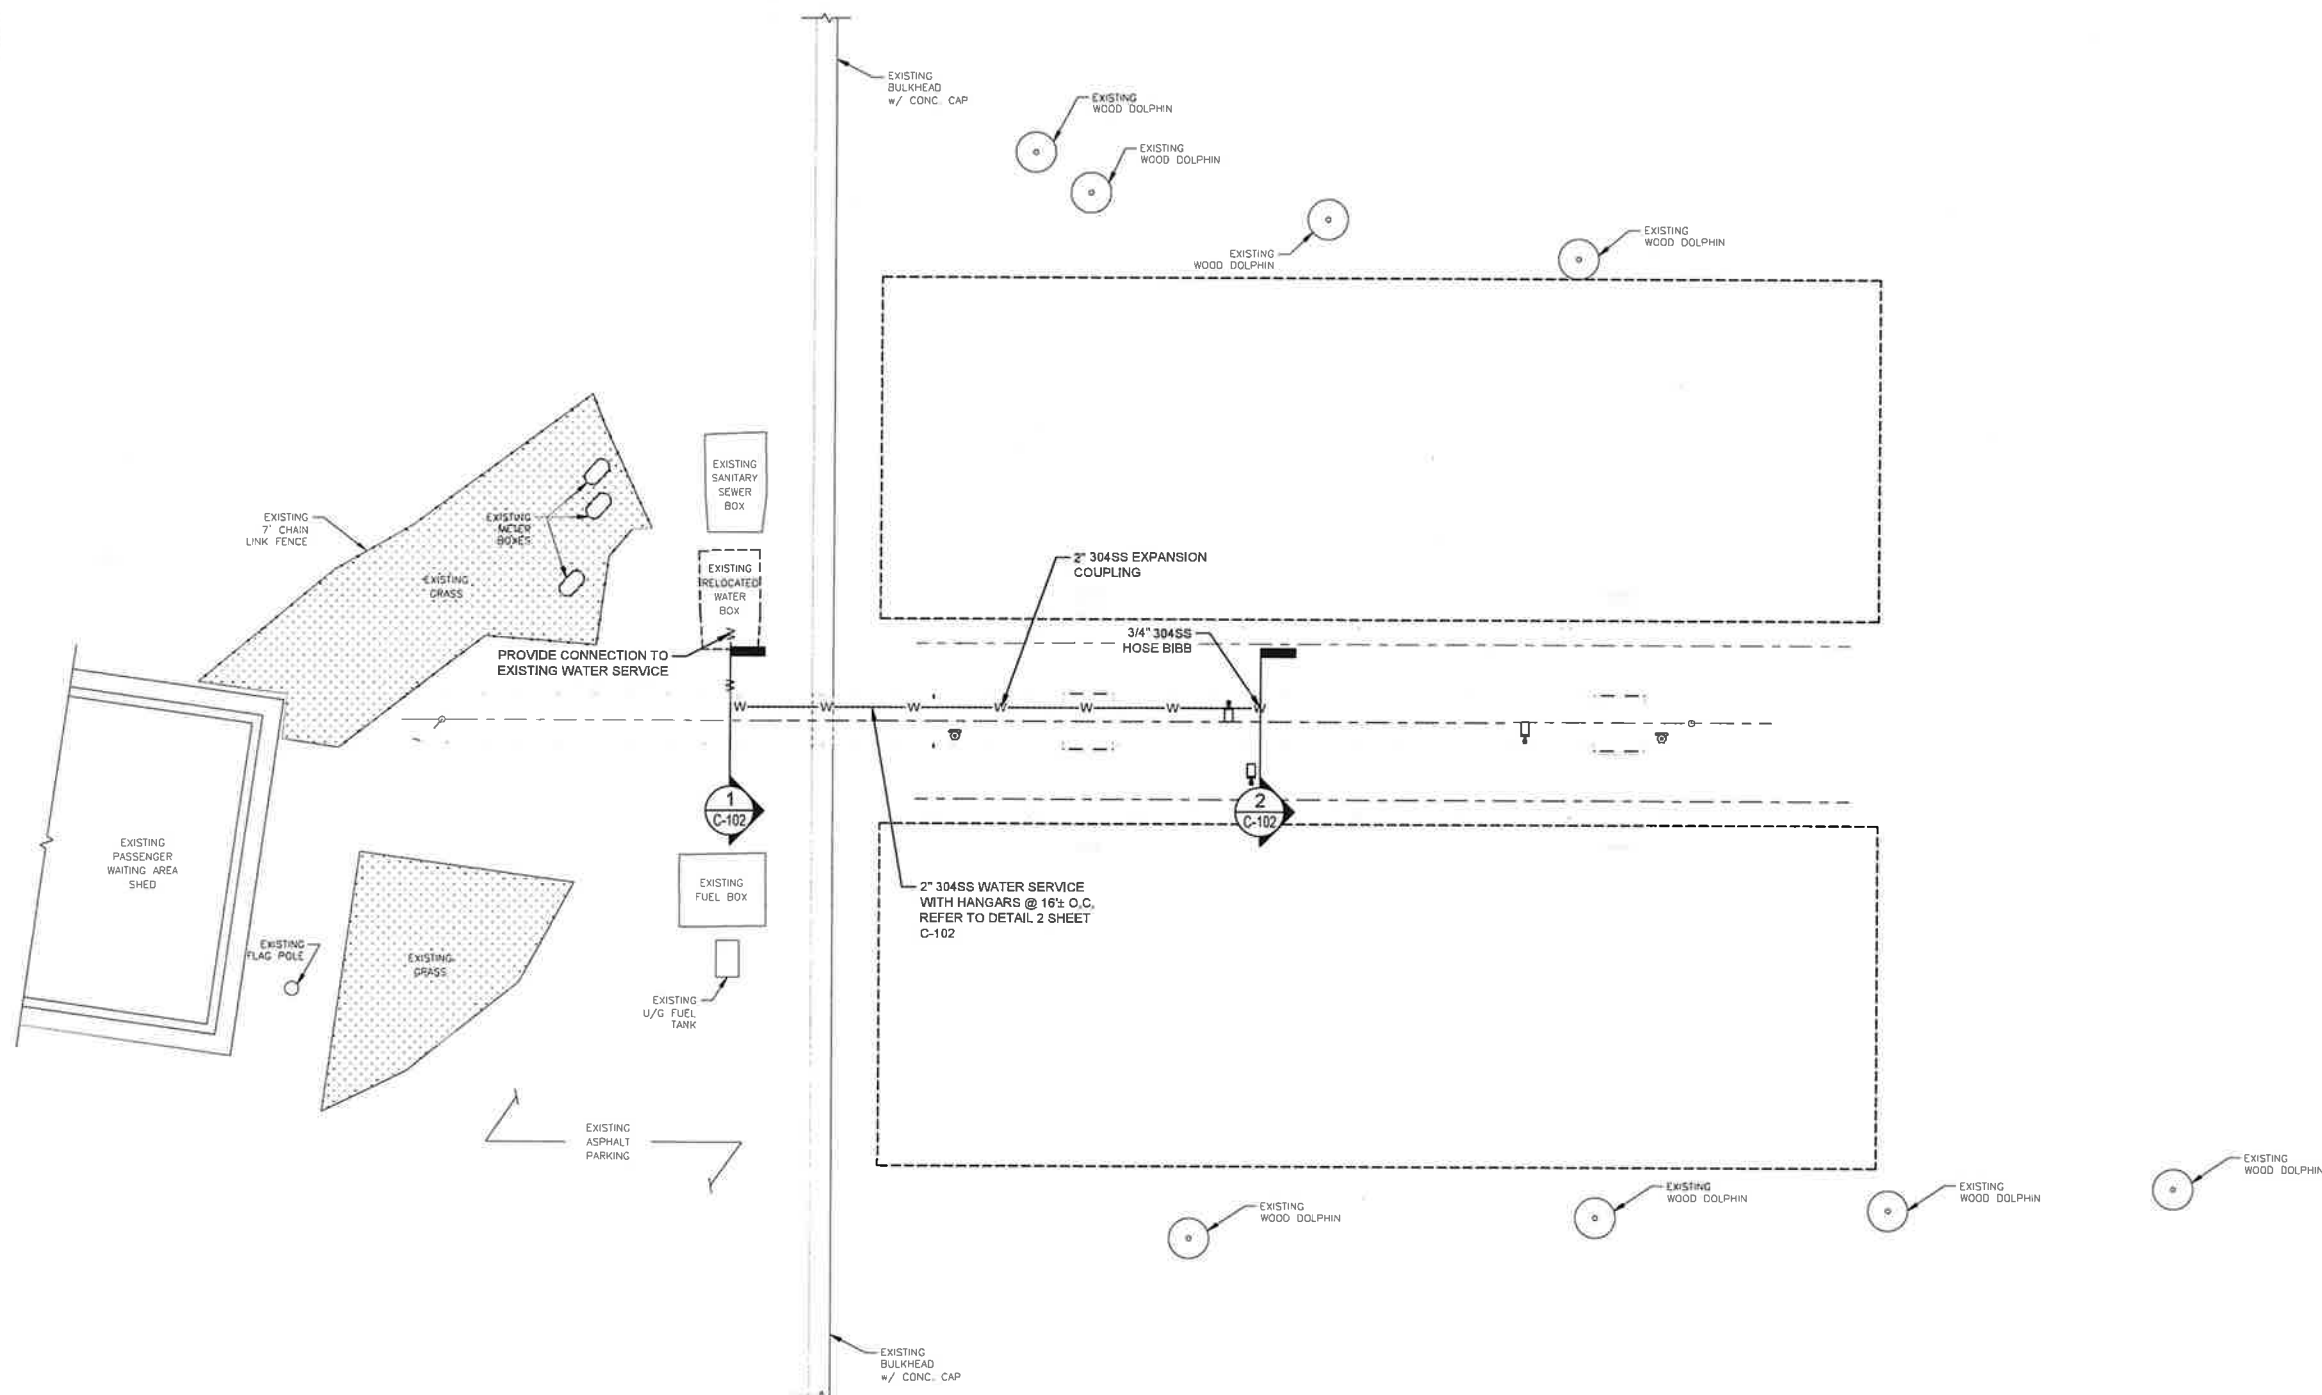 EXISTING
BULKHEAD
w/ CONC. CAP
EXISTING
WOOD DOLPHIN
EXISTING
WOOD DOLPHIN
EXISTING
WOOD DOLPHIN
EXISTING
WOOD DOLPHIN
EXISTING
SANITARY
SEWER
BOX
EXISTING
7' CHAIN
LINK FENCE
EXISTING
METER
BOXES
EXISTING
GRASS
EXISTING
RELOCATED
WATER
BOX
2" 304SS EXPANSION
COUPLING
3/4" 304SS
HOSE BIBB
PROVIDE CONNECTION TO
EXISTING WATER SERVICE
W
W
W
W
W
W
W
W
W
1
C-102
2
C-102
EXISTING
PASSENGER
WAITING AREA
SHED
EXISTING
FUEL BOX
2" 304SS WATER SERVICE
WITH HANGARS @ 16'± O.C.
REFER TO DETAIL 2 SHEET
C-102
EXISTING
FLAG POLE
EXISTING
GRASS
EXISTING
U/G FUEL
TANK
EXISTING
ASPHALT
PARKING
EXISTING
WOOD DOLPHIN
EXISTING
WOOD DOLPHIN
EXISTING
WOOD DOLPHIN
EXISTING
WOOD DOLPHIN
EXISTING
BULKHEAD
w/ CONC. CAP